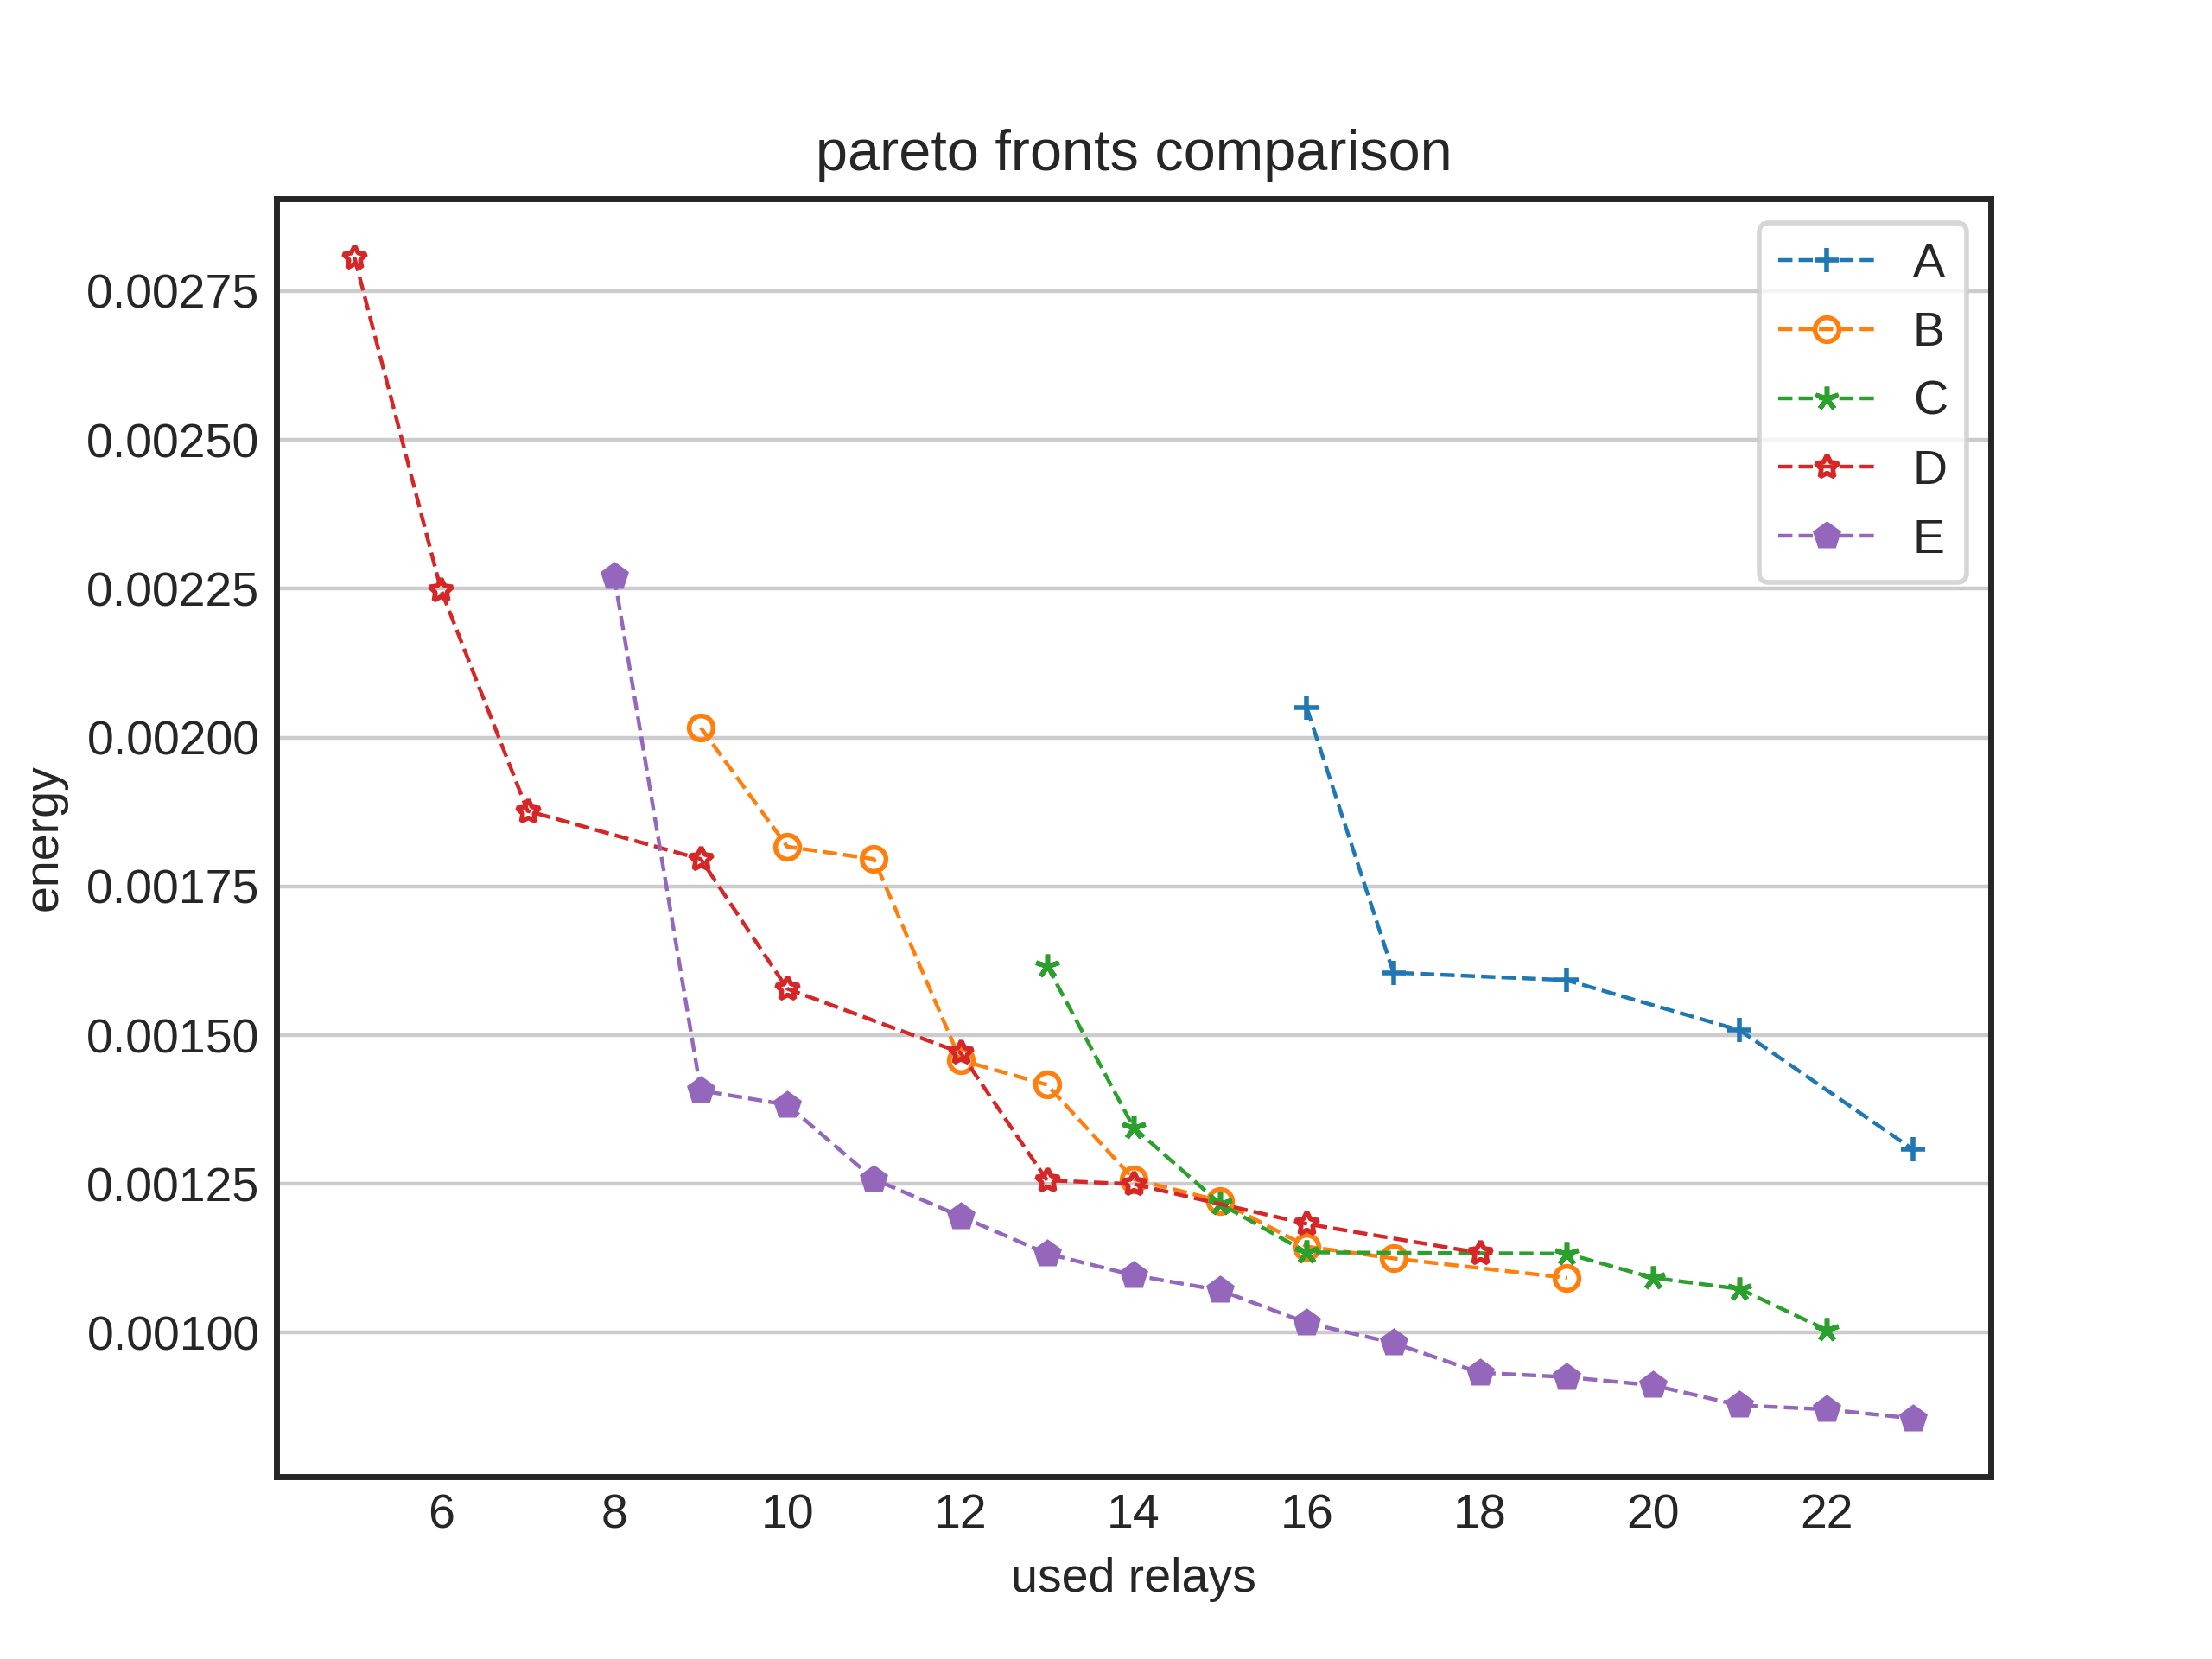 pareto fronts comparison
A
B
C
D
E
energy
0.00275
0.00250
0.00225
0.00200
0.00175
0.00150
0.00125
0.00100
6 8 10 12 14 16 18 20 22
used relays